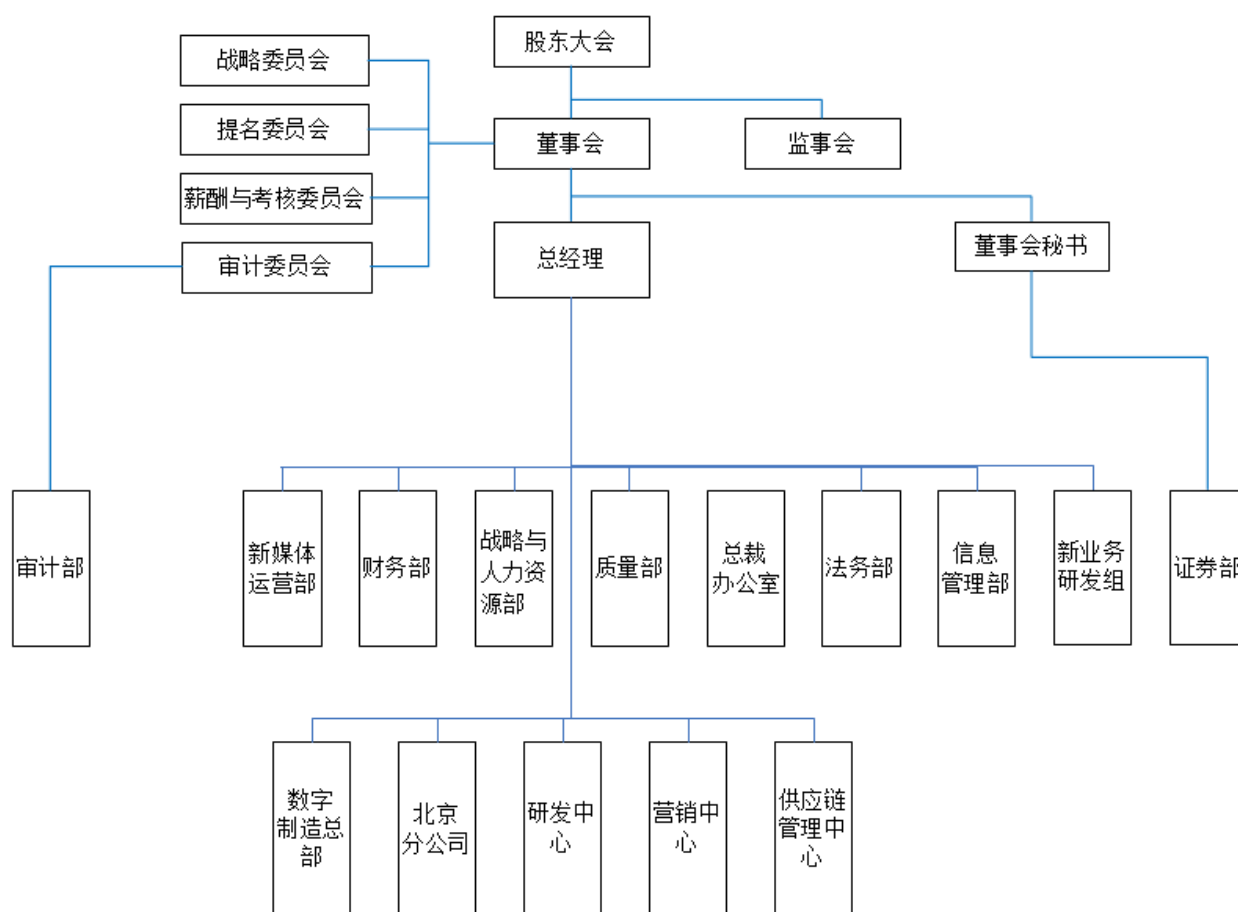 股东大会
战略委员会
提名委员会
董事会
监事会
薪酬与考核委员会
总经理
董事会秘书
审计委员会
审计部
新媒体
运营部
财务部
战略与
人力资
源部
质量部
总裁
办公室
法务部
信息
管理部
新业务
研发组
证券部
数字
制造总
部
北京
分公司
研发中
心
营销中
心
供应链
管理中
心